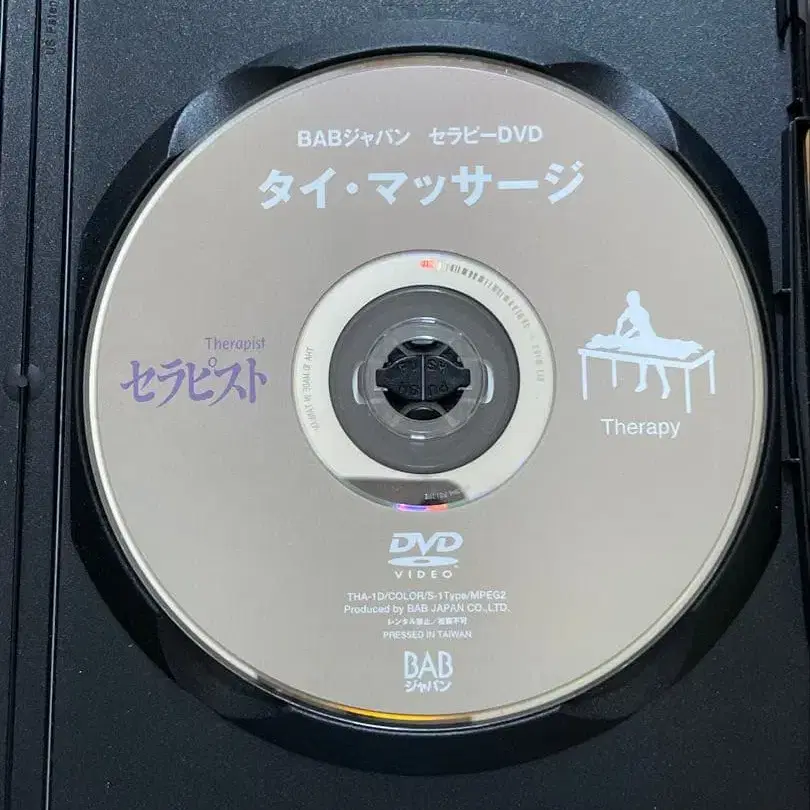 US Paten
BABジャパン セラピーDVD
タイ・マッサージ
Therapist
セラピスト
Therapy
DVD
VIDEO
THA-1D/COLOR/S-1Type/MPEG2
Produced by BAB JAPAN CO.,LTD.
レンタル禁止/複製不可
PRESSED IN TAIWAN
BAB
ジャパン